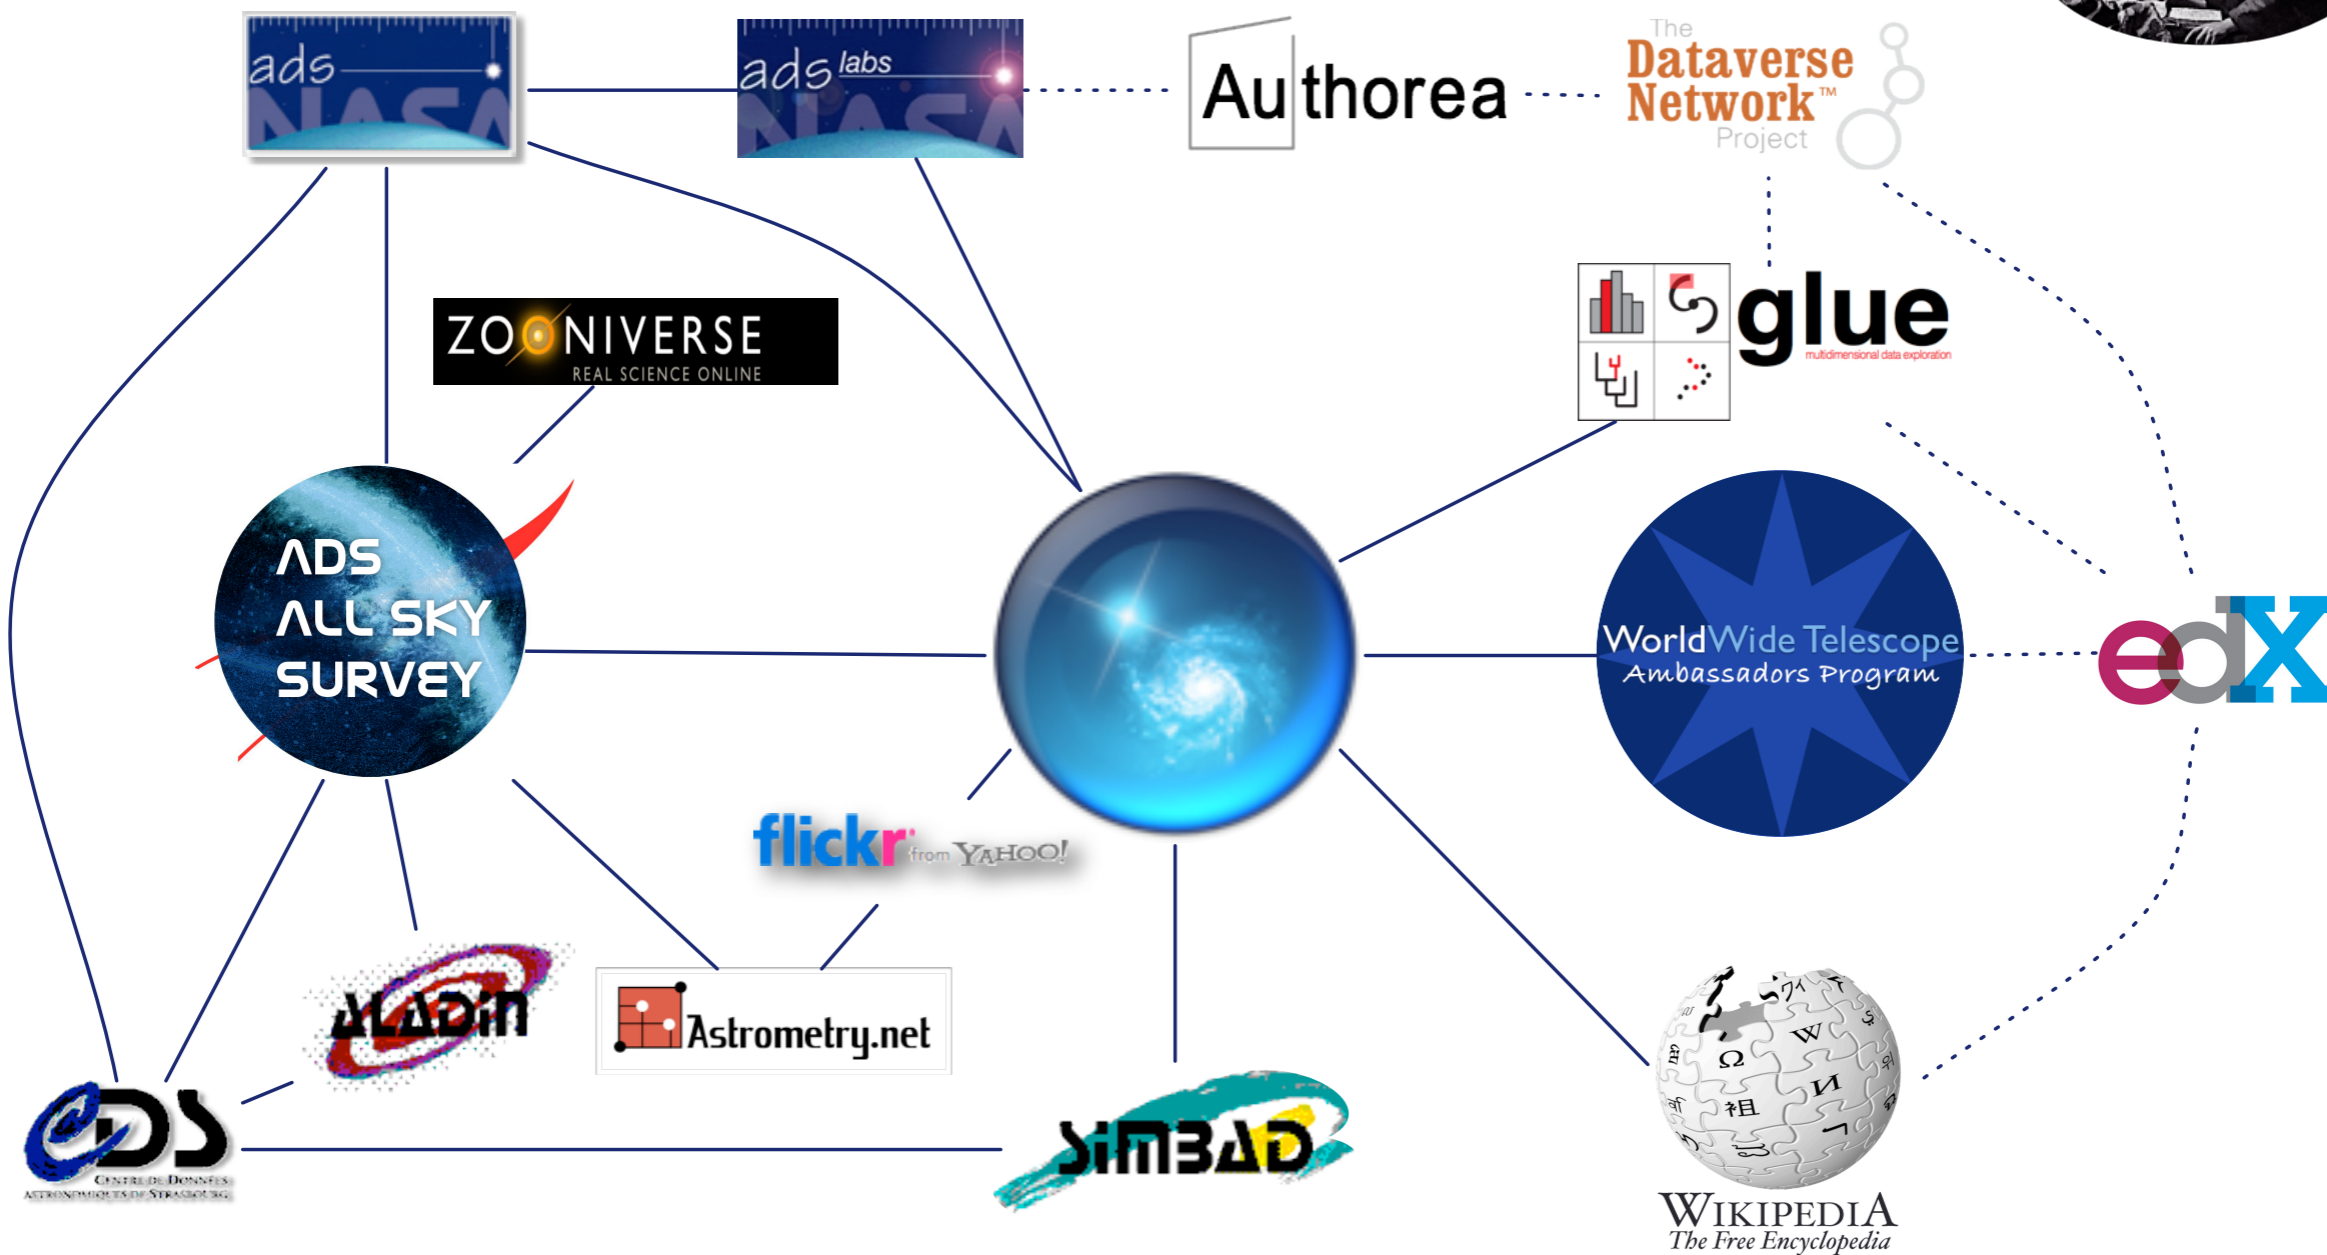 ads
NASA
ads labs
NASA
Authorea
The
Dataverse
Network™
Project
ZOONIVERSE
REAL SCIENCE ONLINE
glue
multidimensional data exploration
ADS
ALL SKY
SURVEY
WorldWide Telescope
Ambassadors Program
edX
flickr from YAHOO!
ALADIN
Astrometry.net
CDS
CENTRE DE DONNÉES
ASTRONOMIQUES DE STRASBOURG
SIMBAD
Ω
W
祖
И
WIKIPEDIA
The Free Encyclopedia